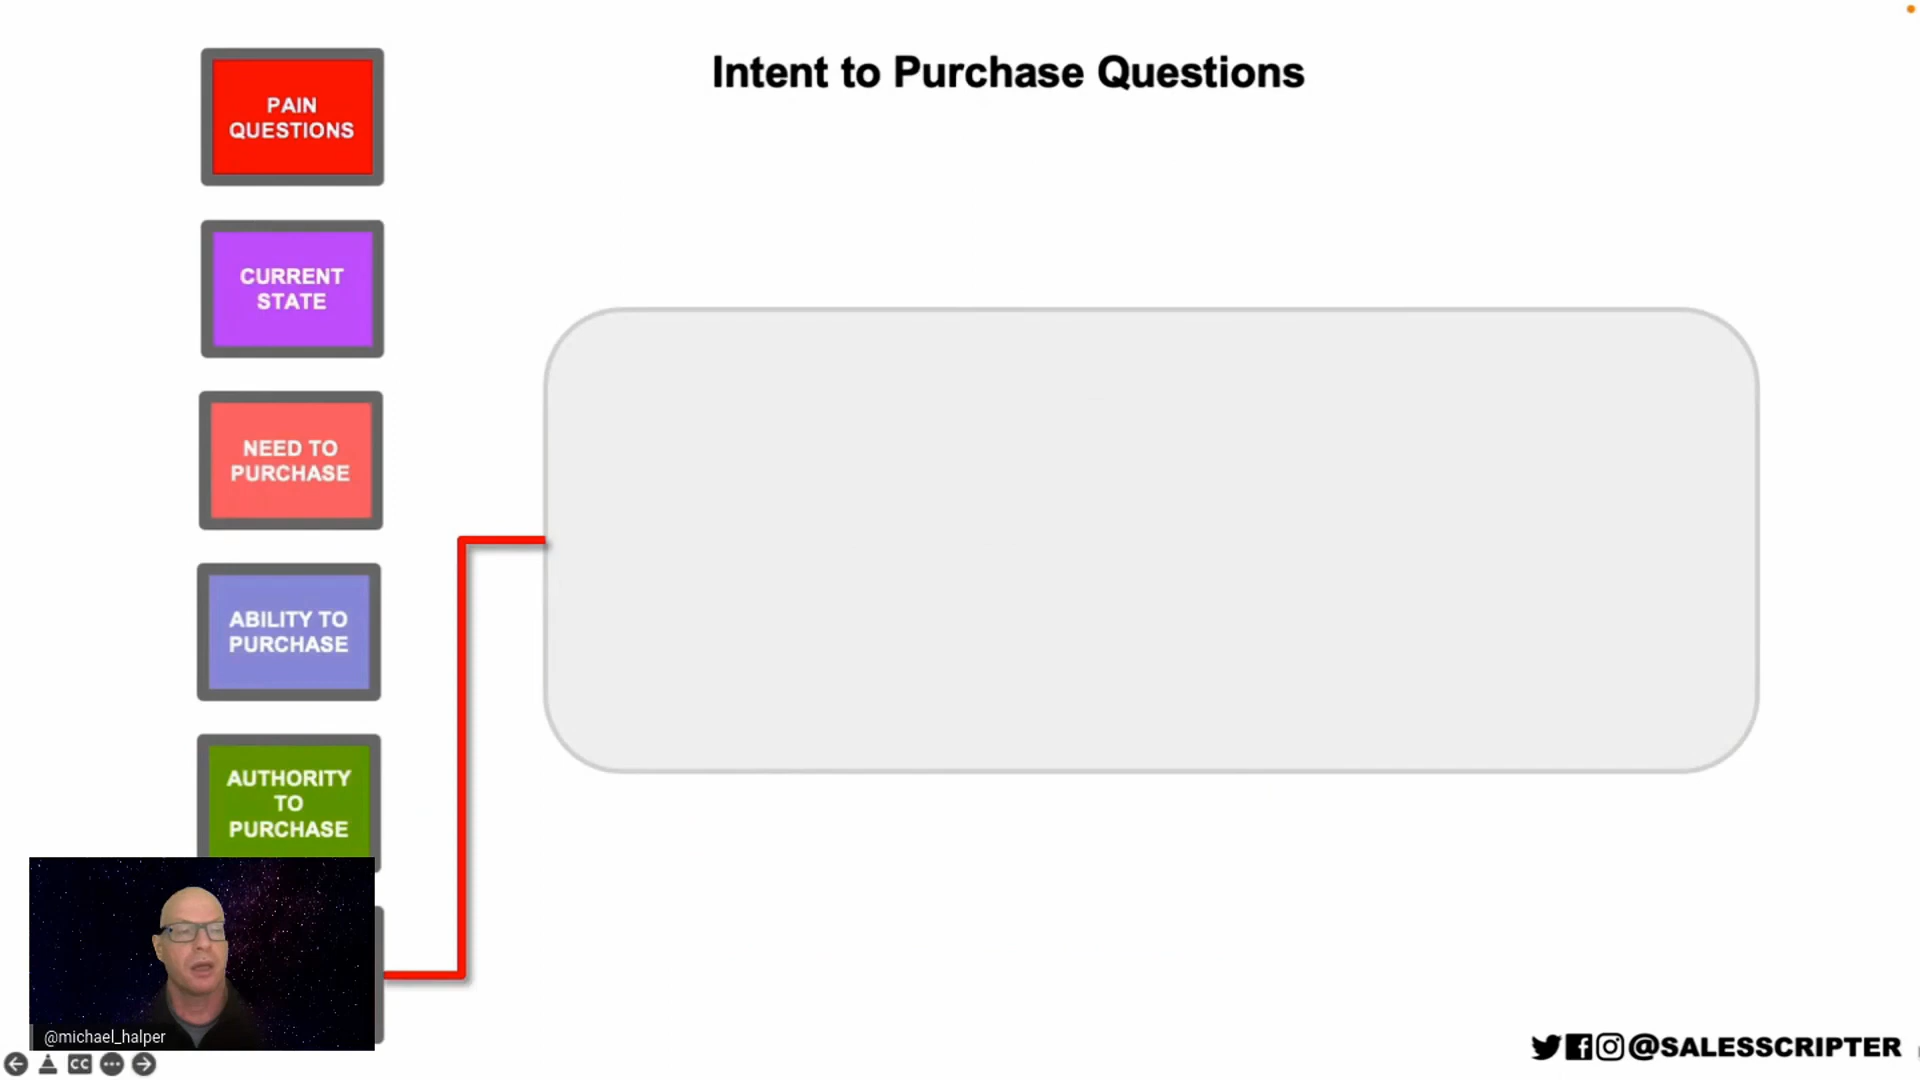 Intent to Purchase Questions
PAIN
QUESTIONS
CURRENT
STATE
NEED TO
PURCHASE
ABILITY TO
PURCHASE
AUTHORITY
TO
PURCHASE
@michael_halper
CC
@SALESSCRIPTER